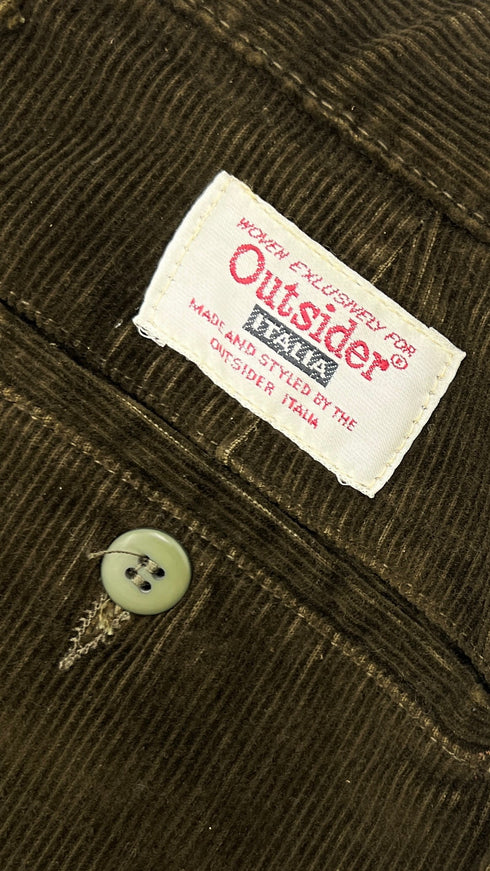 WOVEN EXLUSIVELY FOR
Outsider®
ITALIA
MADE AND STYLED BY THE
OUTSIDER ITALIA